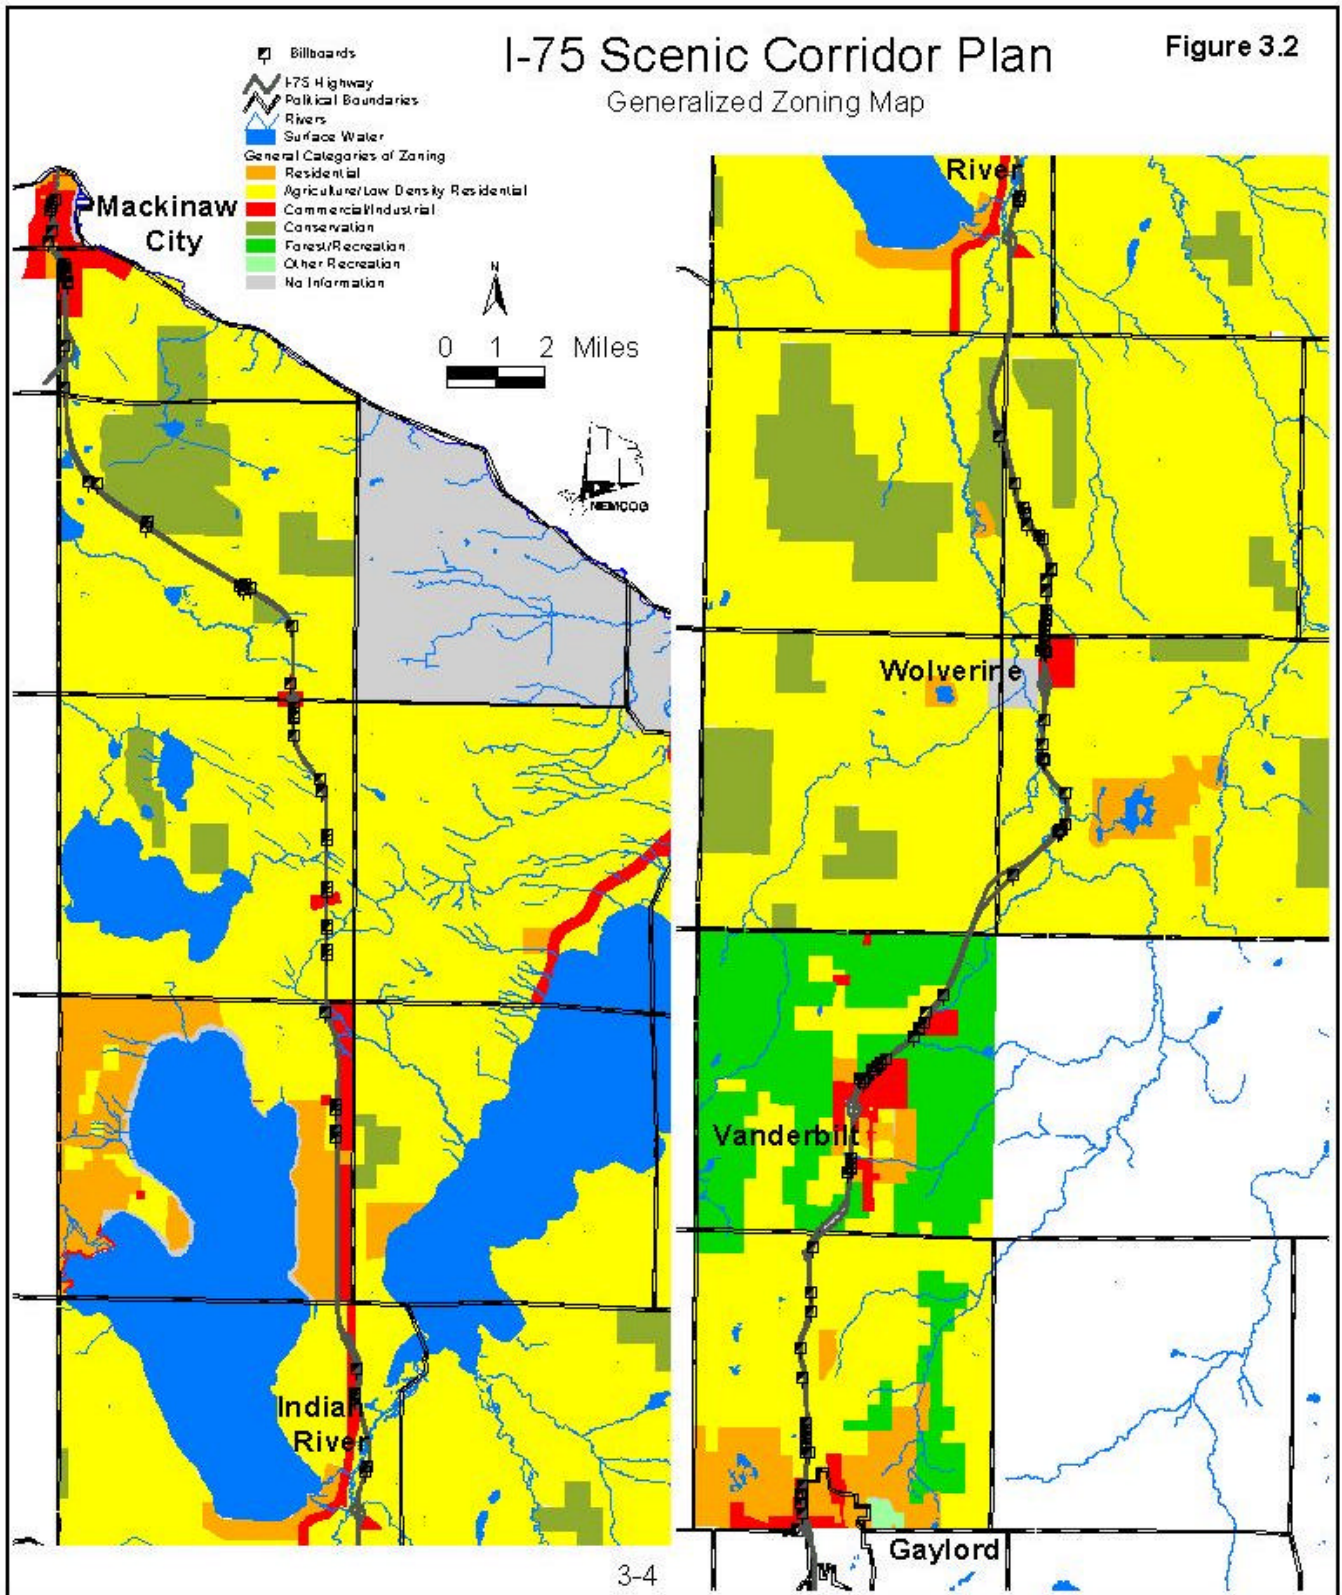 I-75 Scenic Corridor Plan
Figure 3.2
Generalized Zoning Map
Billboards
I-75 Highway
Political Boundaries
Rivers
Surface Water
General Categories of Zoning
Residential
Agriculture/Low Density Residential
Commercial/Industrial
Conservation
Forest/Recreation
Other Recreation
No Information
N
0 1 2 Miles
NEMCOG
Mackinaw
City
Indian
River
River
Wolverine
Vanderbilt
Gaylord
3-4